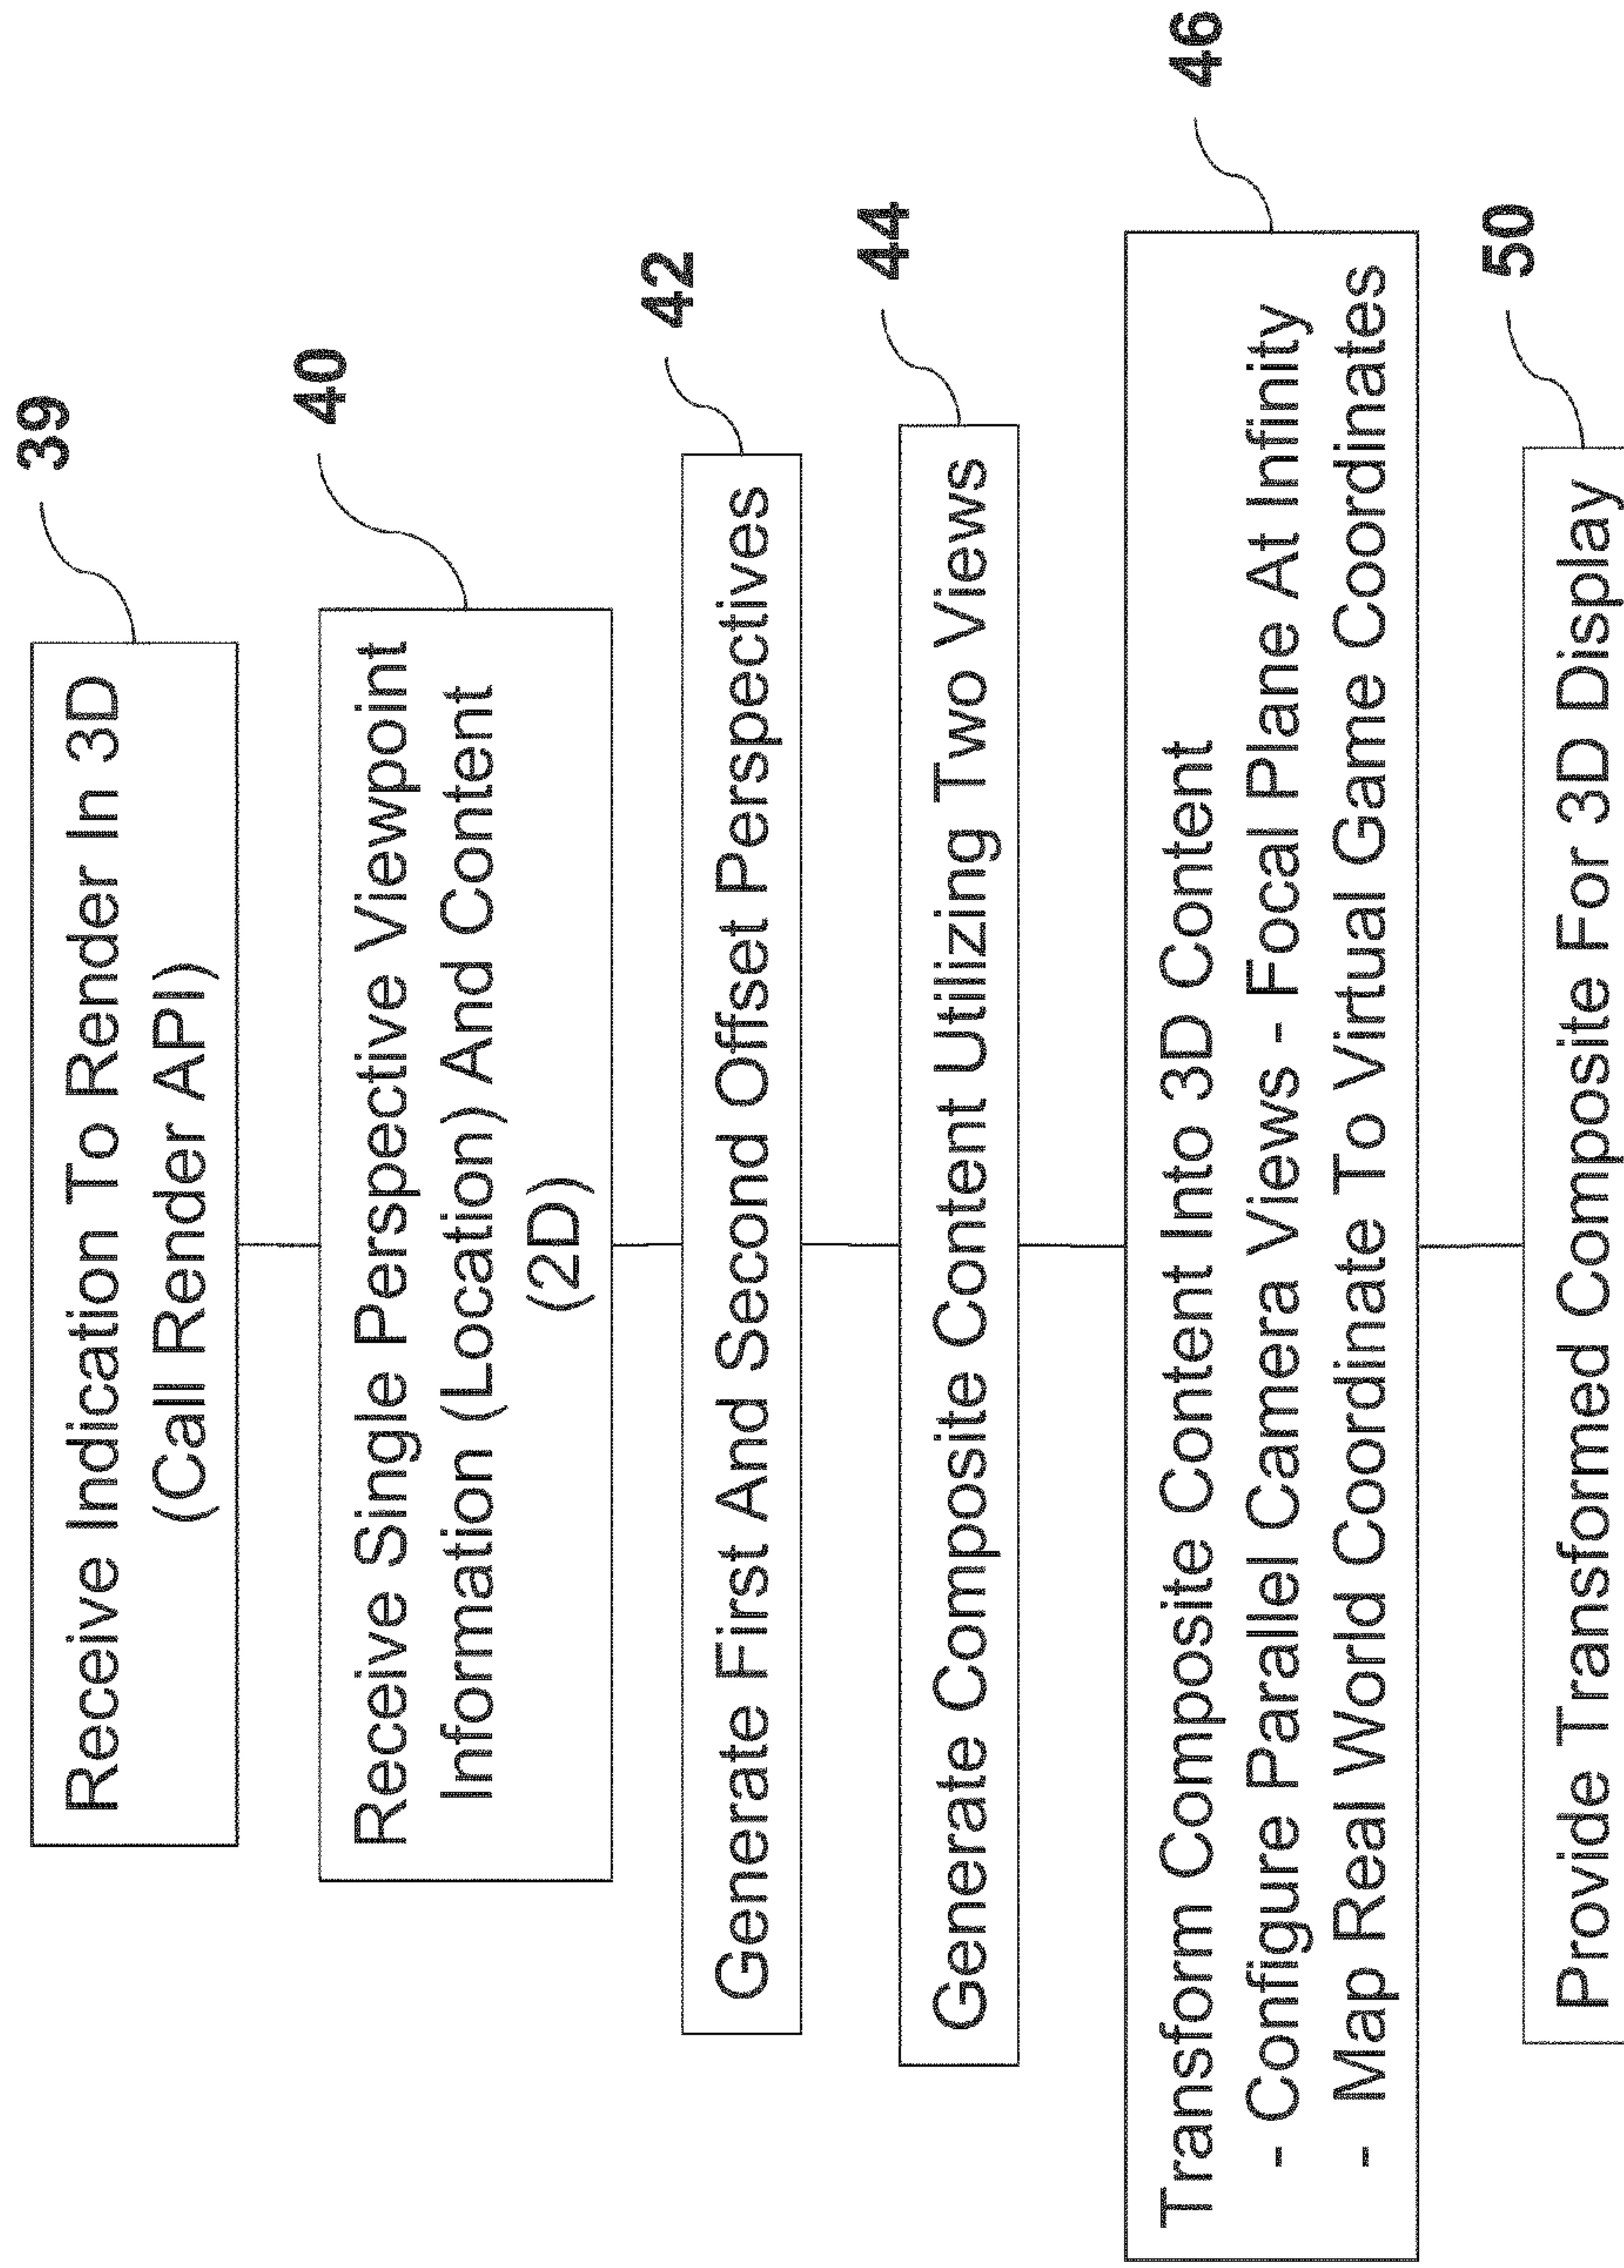 39
Receive Indication To Render In 3D
(Call Render API)
40
Receive Single Perspective Viewpoint
Information (Location) And Content
(2D)
42
Generate First And Second Offset Perspectives
44
Generate Composite Content Utilizing Two Views
46
Transform Composite Content Into 3D Content
- Configure Parallel Camera Views - Focal Plane At Infinity
- Map Real World Coordinate To Virtual Game Coordinates
50
Provide Transformed Composite For 3D Display